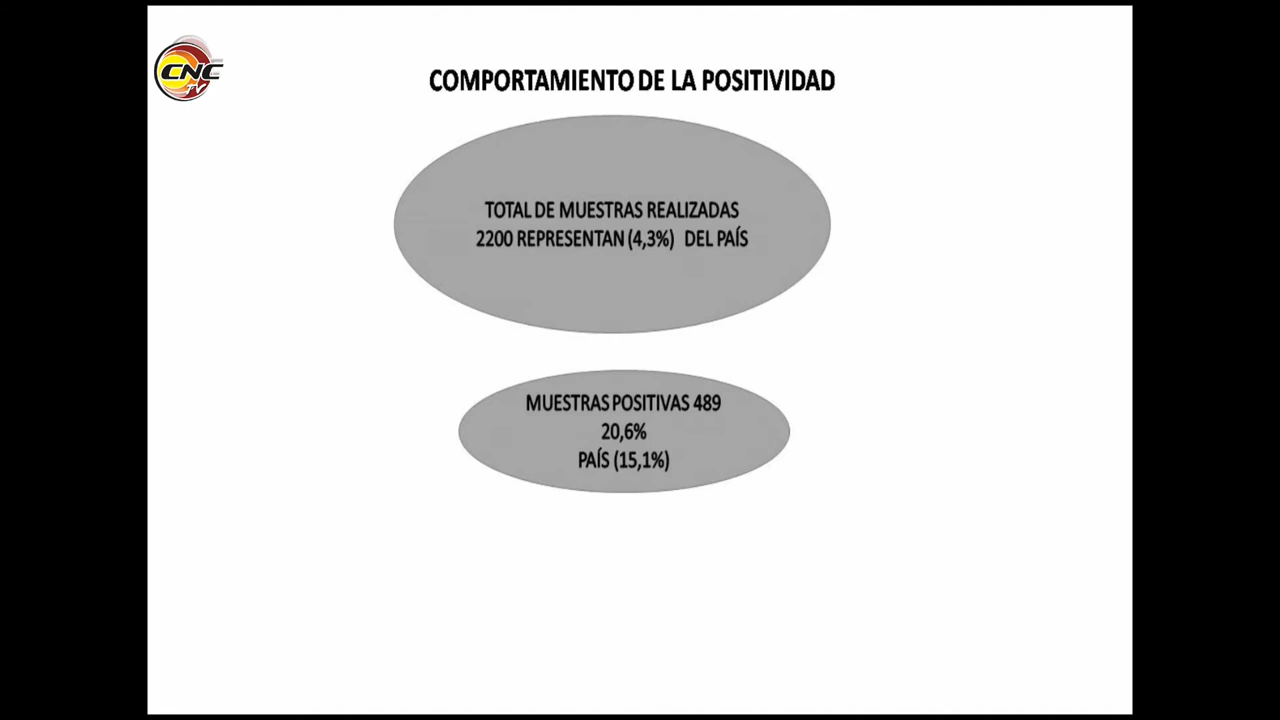 CNC
TV
COMPORTAMIENTO DE LA POSITIVIDAD
TOTAL DE MUESTRAS REALIZADAS
2200 REPRESENTAN (4,3%) DEL PAÍS
MUESTRAS POSITIVAS 489
20,6%
PAÍS (15,1%)